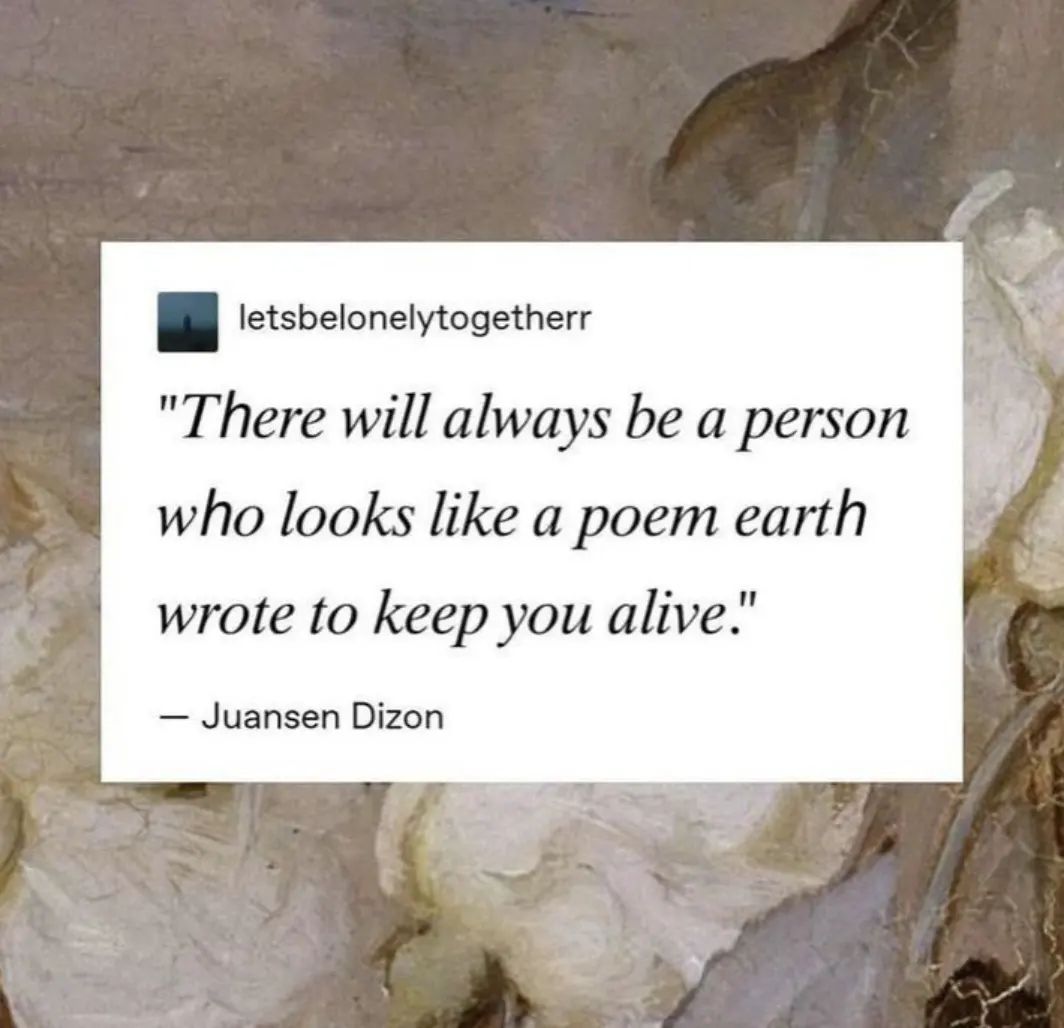 letsbelonelytogetherr
"There will always be a person
who looks like a poem earth
wrote to keep you alive."
— Juansen Dizon